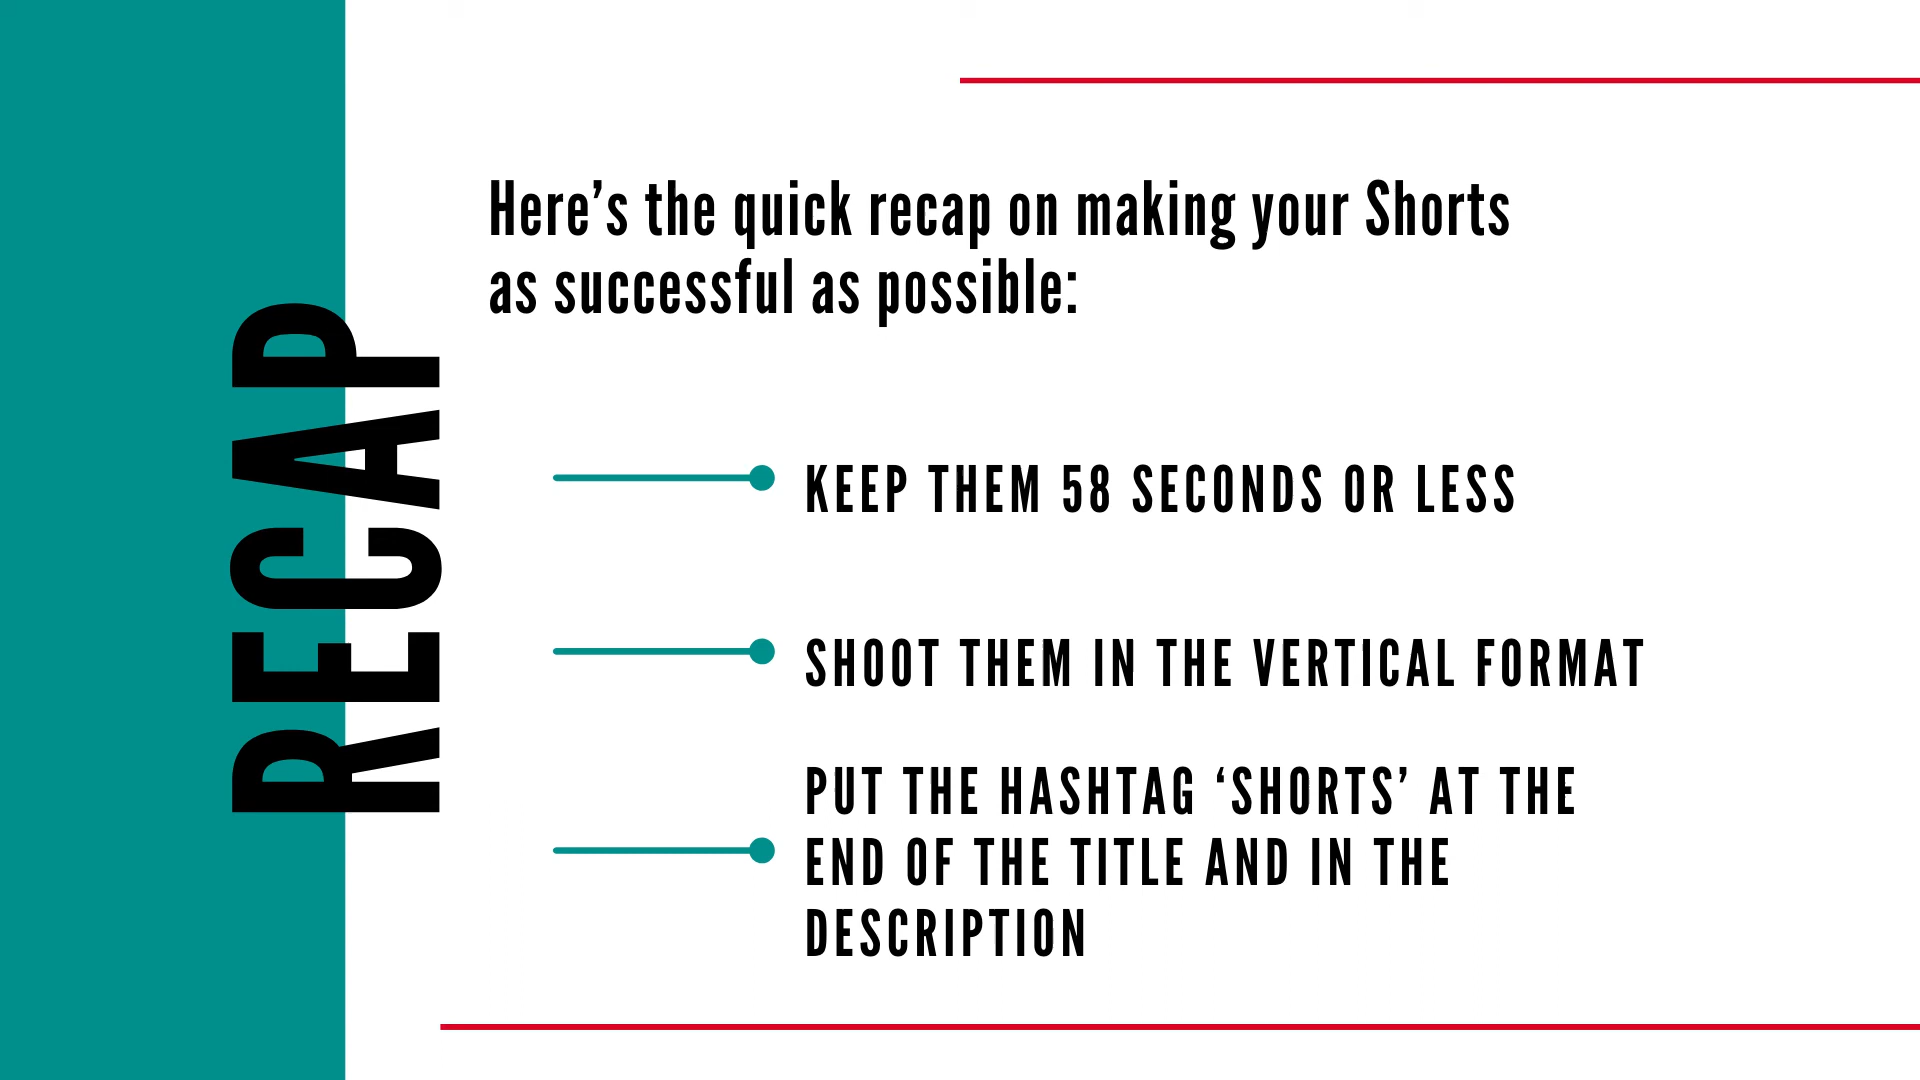 RECAP
Here’s the quick recap on making your Shorts
as successful as possible:
KEEP THEM 58 SECONDS OR LESS
SHOOT THEM IN THE VERTICAL FORMAT
PUT THE HASHTAG ‘SHORTS’ AT THE
END OF THE TITLE AND IN THE
DESCRIPTION